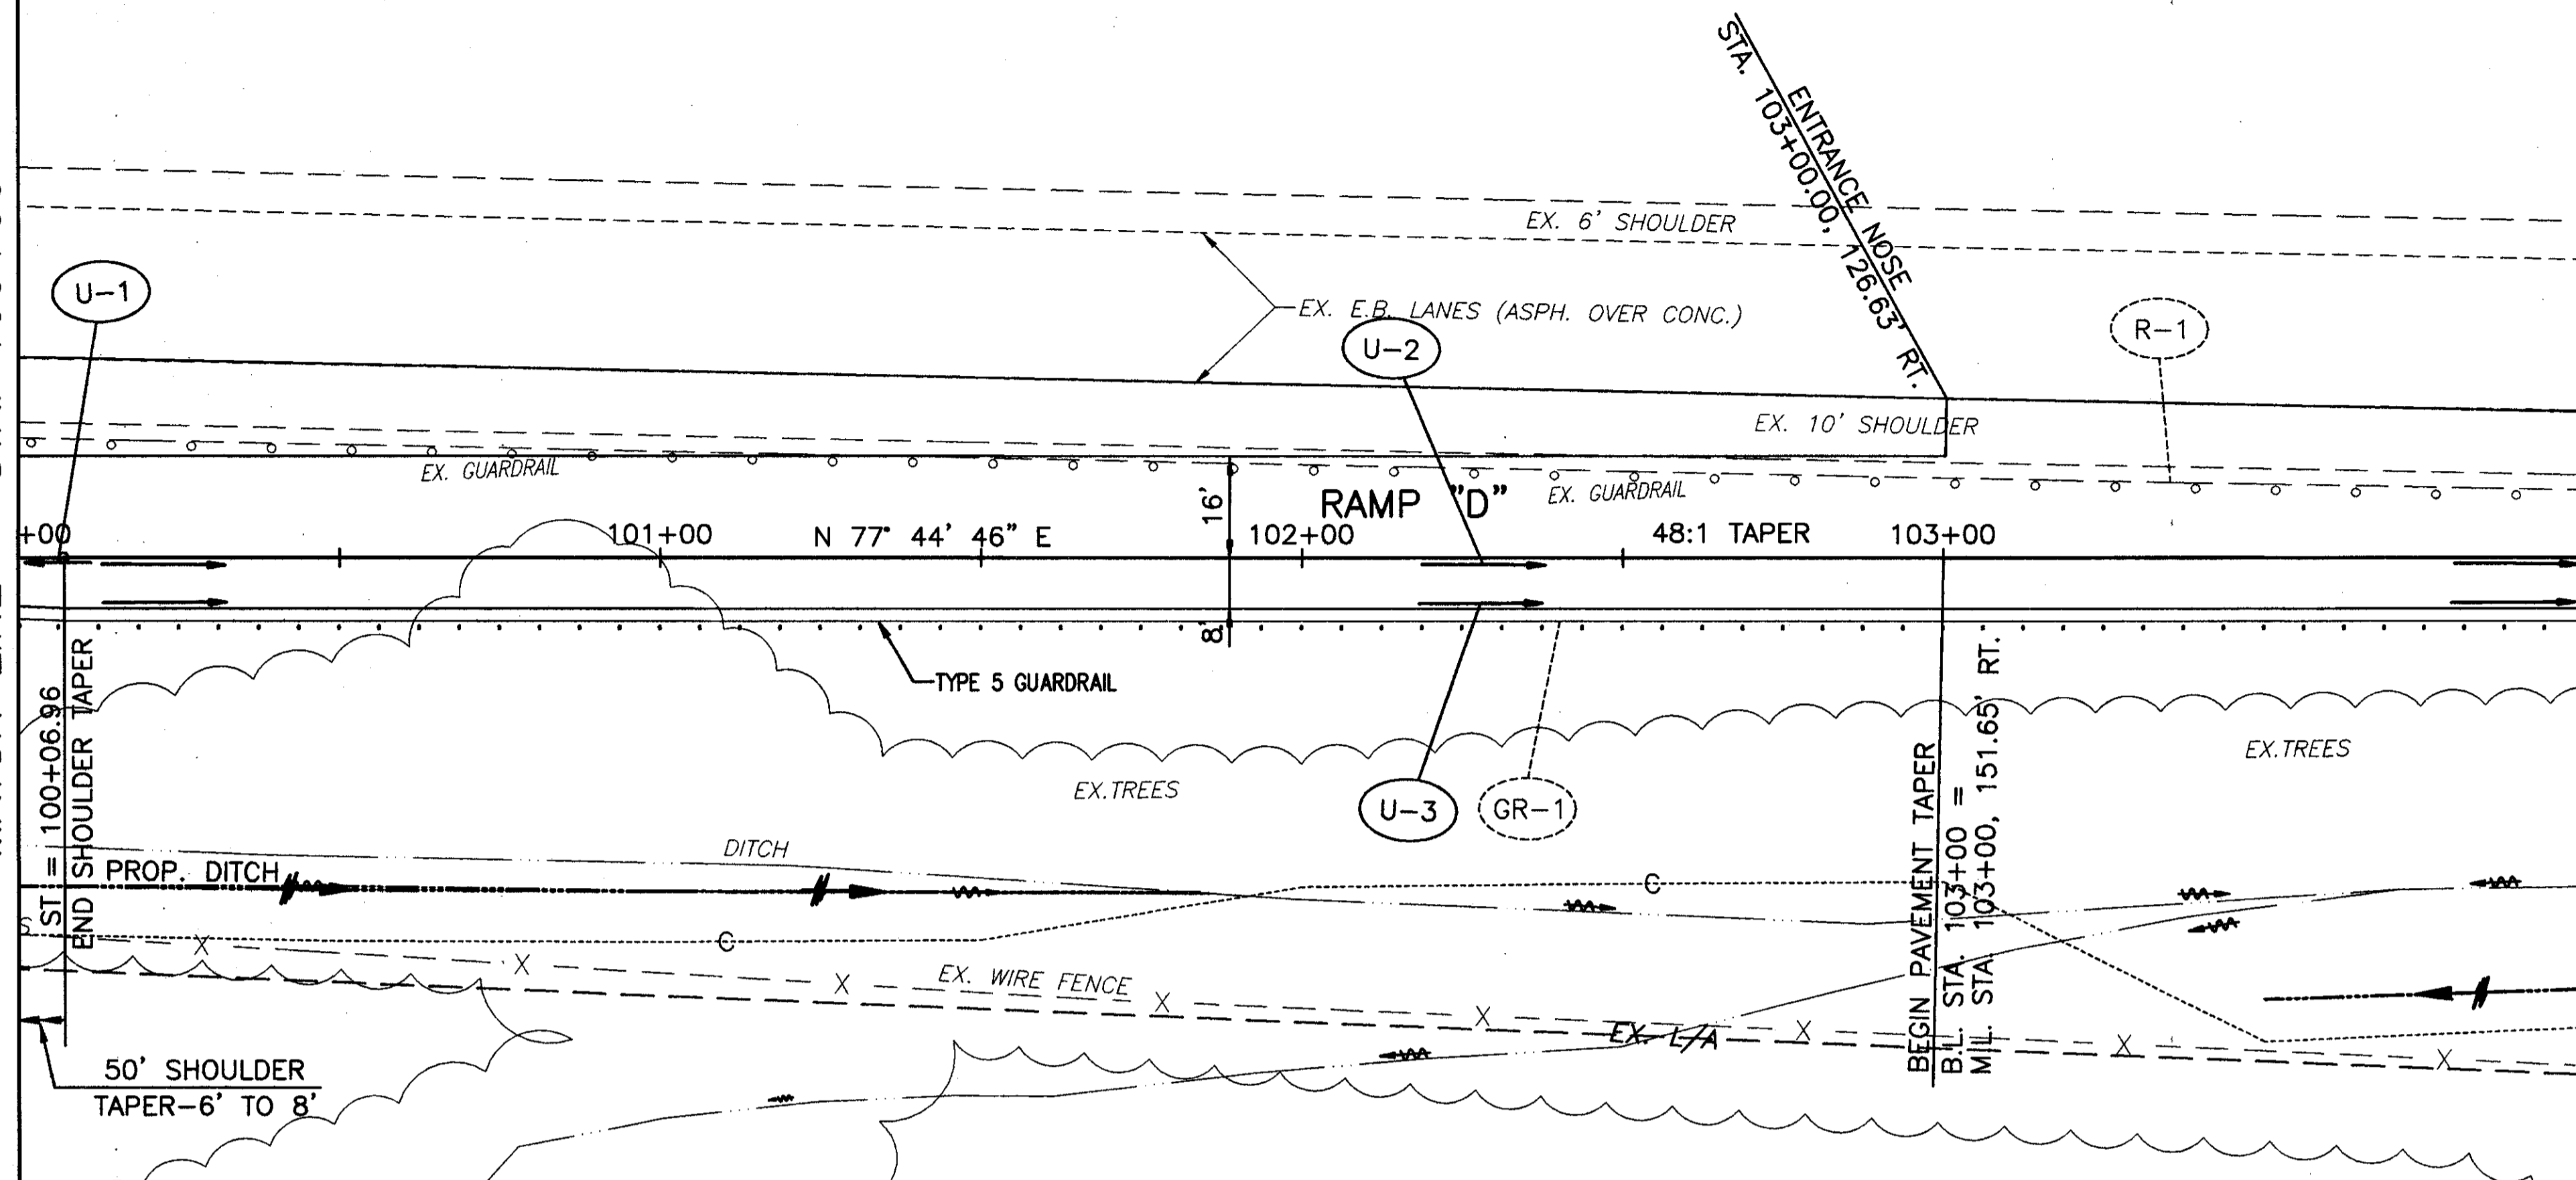 STA. 103+00.00, 126.63' RT.
ENTRANCE NOSE
EX. 6' SHOULDER
U-1
EX. E.B. LANES (ASPH. OVER CONC.)
U-2
R-1
EX. 10' SHOULDER
EX. GUARDRAIL
16'
RAMP "D"
EX. GUARDRAIL
+00
101+00
N 77° 44' 46" E
102+00
48:1 TAPER
103+00
8'
TYPE 5 GUARDRAIL
ST = 100+06.96
END SHOULDER TAPER
EX.TREES
EX.TREES
U-3
GR-1
BEGIN PAVEMENT TAPER
B.L. STA. 103+00 =
MIL. STA. 103+00, 151.65' RT.
DITCH
PROP. DITCH
C
C
S
X
X
X
EX. WIRE FENCE
X
X
X
X
X
EX. L/A
50' SHOULDER
TAPER-6' TO 8'